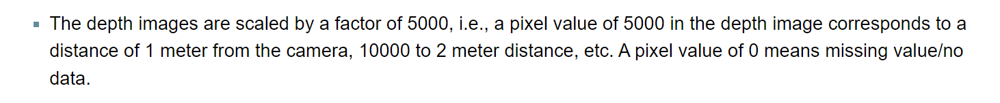 The depth images are scaled by a factor of 5000, i.e., a pixel value of 5000 in the depth image corresponds to a
distance of 1 meter from the camera, 10000 to 2 meter distance, etc. A pixel value of 0 means missing value/no
data.